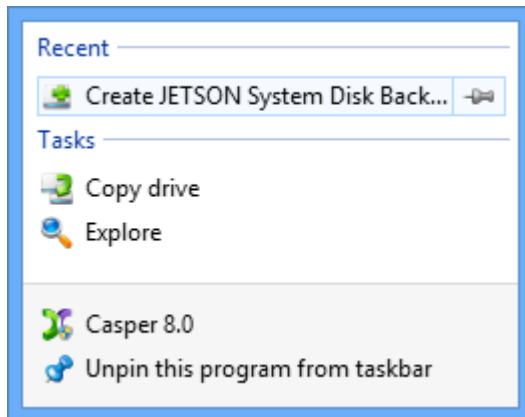 Recent
Create JETSON System Disk Back...
Tasks
Copy drive
Explore
Casper 8.0
Unpin this program from taskbar